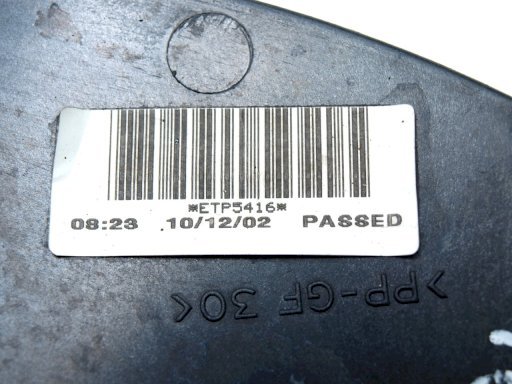 *ETP5416*
08:23 10/12/02 PASSED
>PP-GF 30<